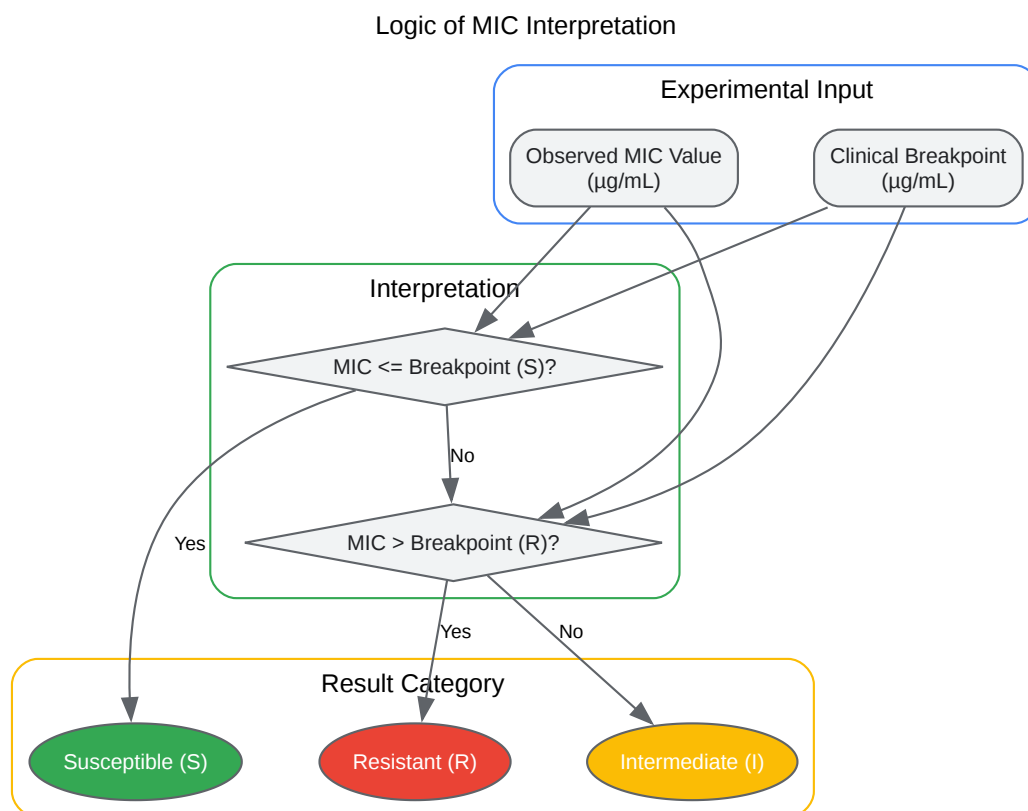 Logic of MIC Interpretation
Experimental Input
Observed MIC Value
(µg/mL)
Clinical Breakpoint
(µg/mL)
Interpretation
MIC <= Breakpoint (S)?
No
MIC > Breakpoint (R)?
Yes
Yes
No
Result Category
Susceptible (S)
Resistant (R)
Intermediate (I)